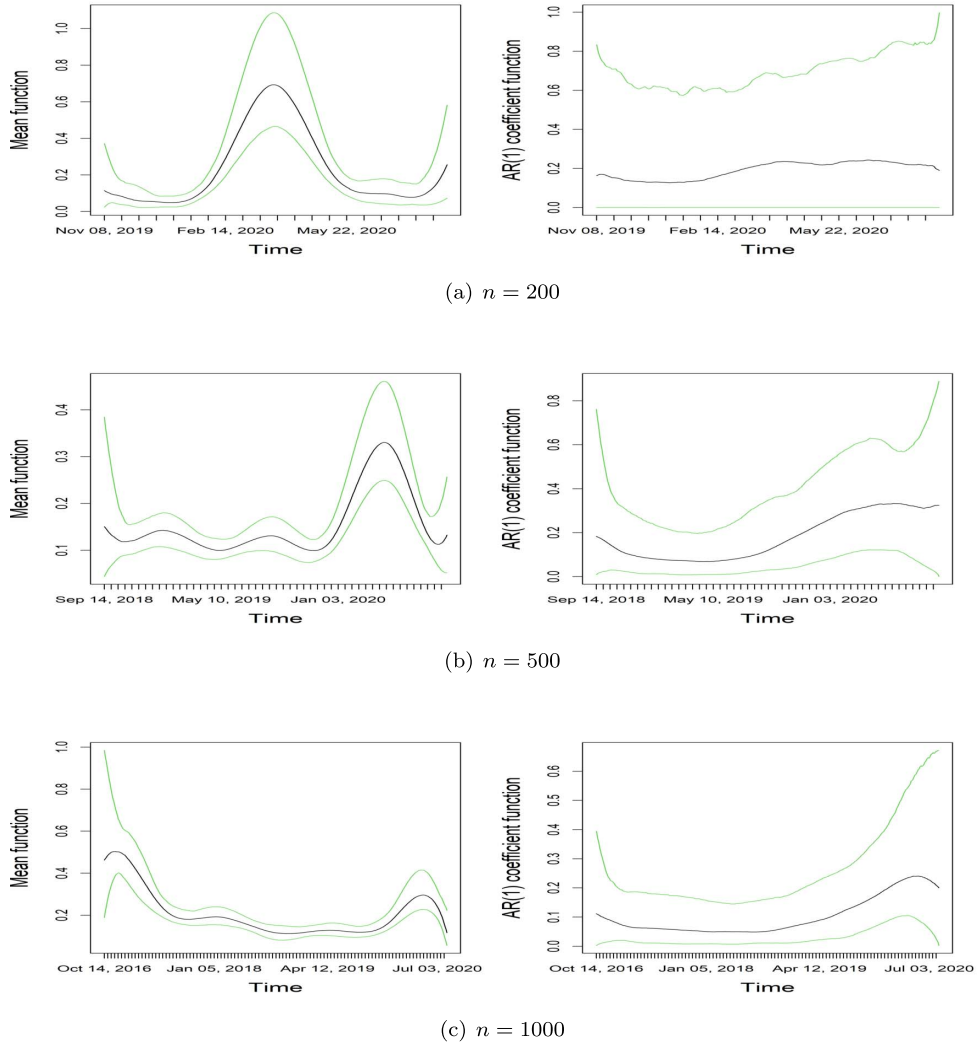 Mean function
1.0
0.8
0.6
0.4
0.2
0.0
Nov 08, 2019 Feb 14, 2020 May 22, 2020
Time
AR(1) coefficient function
1.0
0.8
0.6
0.4
0.2
0.0
Nov 08, 2019 Feb 14, 2020 May 22, 2020
Time
(a) n = 200
Mean function
0.4
0.3
0.2
0.1
Sep 14, 2018 May 10, 2019 Jan 03, 2020
Time
AR(1) coefficient function
0.8
0.6
0.4
0.2
0.0
Sep 14, 2018 May 10, 2019 Jan 03, 2020
Time
(b) n = 500
Mean function
1.0
0.8
0.6
0.4
0.2
Oct 14, 2016 Jan 05, 2018 Apr 12, 2019 Jul 03, 2020
Time
AR(1) coefficient function
0.6
0.5
0.4
0.3
0.2
0.1
0.0
Oct 14, 2016 Jan 05, 2018 Apr 12, 2019 Jul 03, 2020
Time
(c) n = 1000